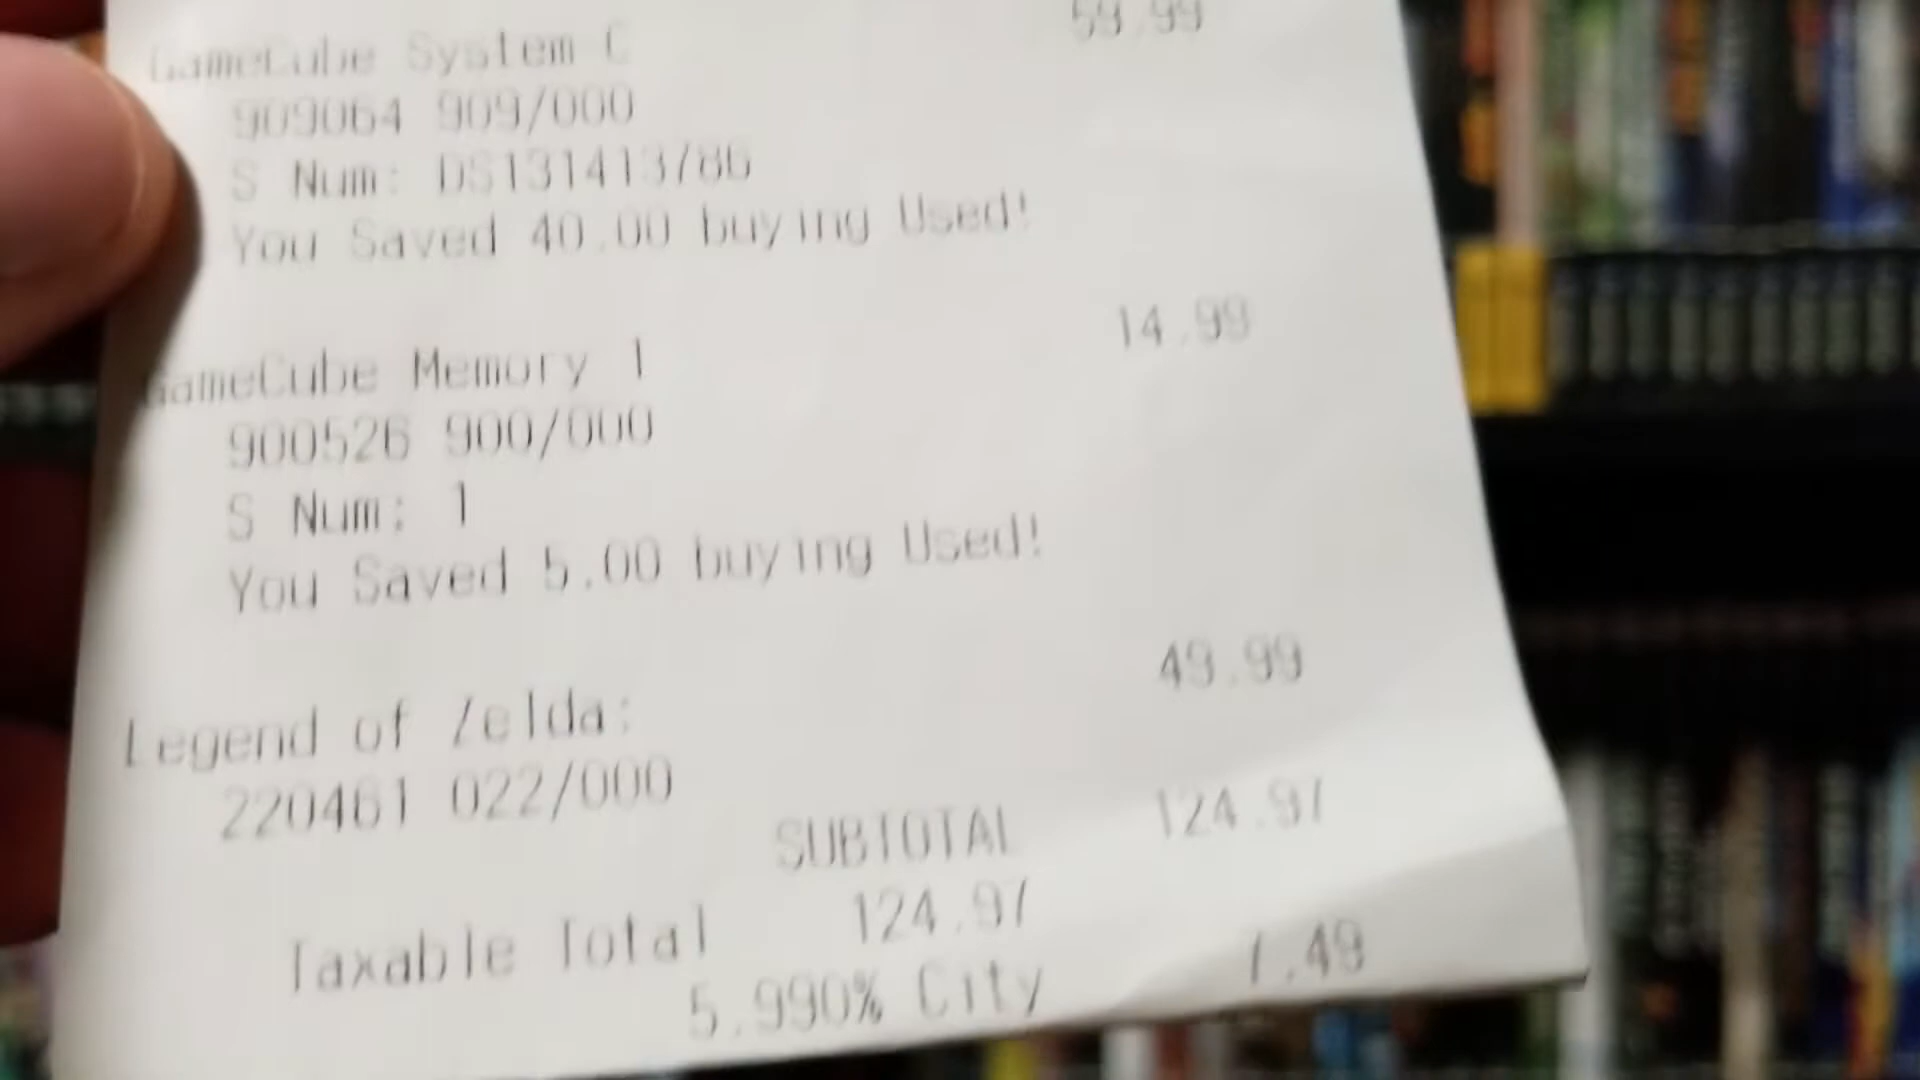 GameCube System C 59.99
909064 909/000
S Num: DS131413786
You Saved 40.00 buying Used!
GameCube Memory 1 14.99
900526 900/000
S Num: 1
You Saved 5.00 buying Used!
Legend of Zelda: 49.99
220461 022/000
SUBTOTAL 124.97
Taxable Total 124.97
5.990% City 7.49